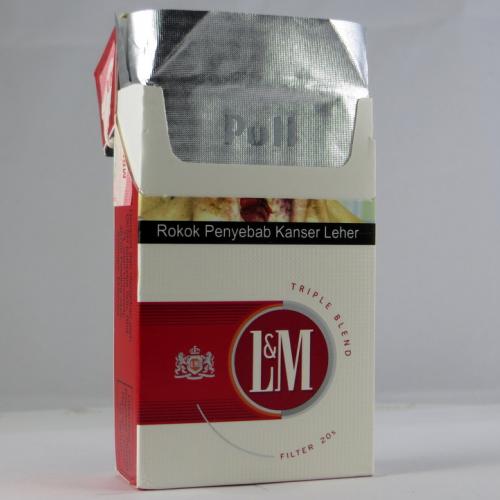 Pull
Rokok Penyebab Kanser Leher
TRIPLE BLEND
L&M
FILTER 20s